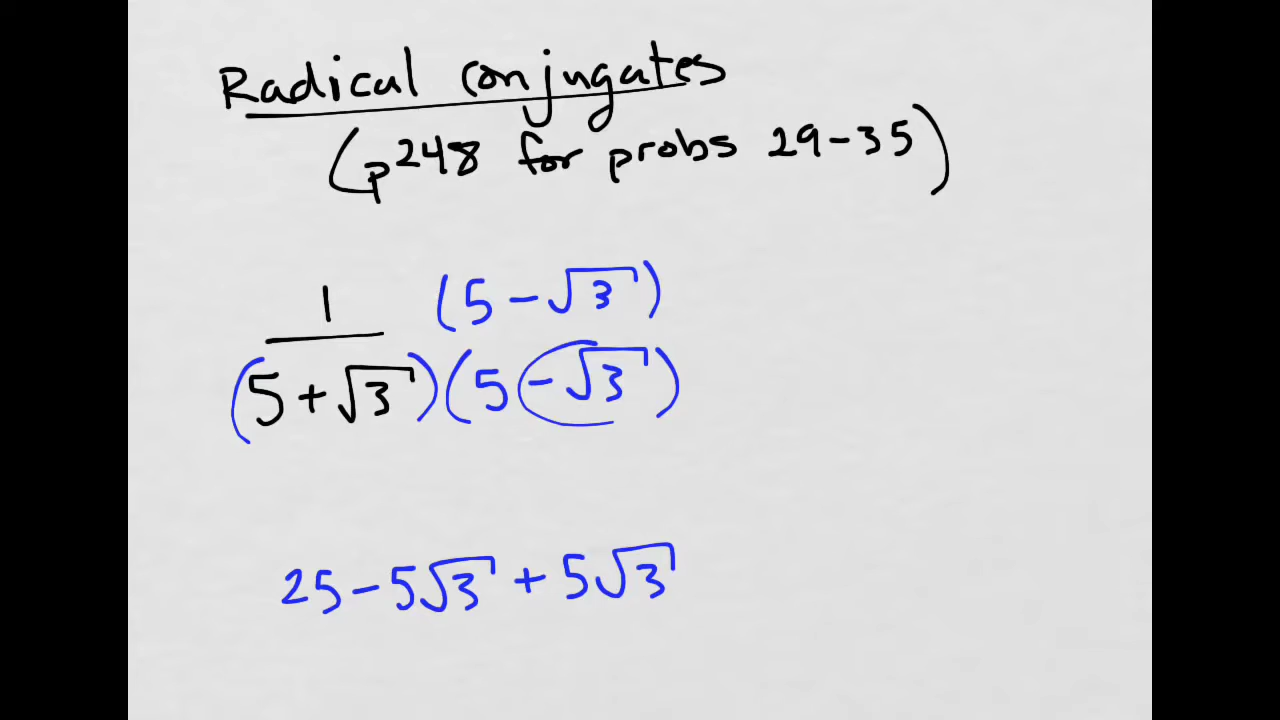 Radical conjugates
(p248 for probs 29-35)
1 (5 - √3)
(5 + √3)(5 - √3)
25 - 5√3 + 5√3